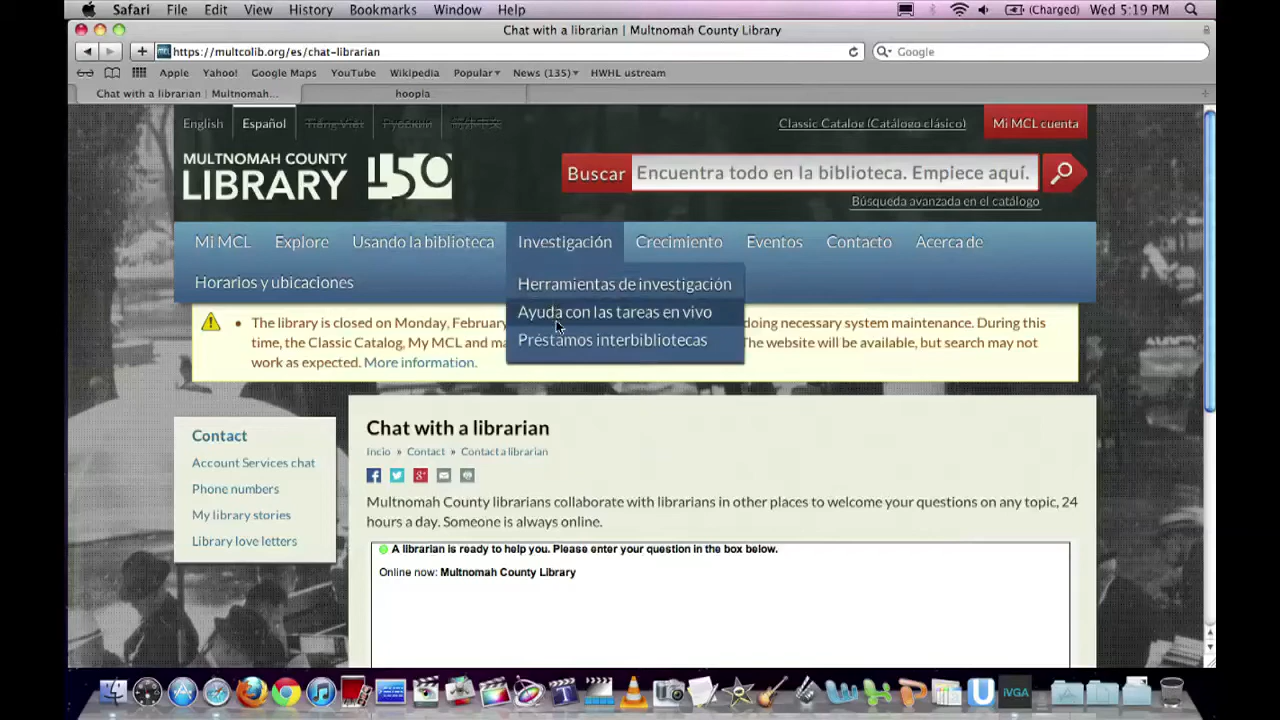 Safari File Edit View History Bookmarks Window Help (Charged) Wed 5:19 PM
Chat with a librarian | Multnomah County Library
https://multcolib.org/es/chat-librarian Google
Apple Yahoo! Google Maps YouTube Wikipedia Popular News (135) HWHL ustream
Chat with a librarian | Multnomah... hoopla
English Español Classic Catalog (Catálogo clásico) Mi MCL cuenta
MULTNOMAH COUNTY
LIBRARY 150
Buscar Encuentra todo en la biblioteca. Empiece aquí.
Búsqueda avanzada en el catálogo
Mi MCL Explore Usando la biblioteca Investigación Crecimiento Eventos Contacto Acerca de
Horarios y ubicaciones
Herramientas de investigación
Ayuda con las tareas en vivo
Préstamos interbibliotecas
The library is closed on Monday, February doing necessary system maintenance. During this
time, the Classic Catalog, My MCL and The website will be available, but search may not
work as expected. More information.
Contact
Account Services chat
Phone numbers
My library stories
Library love letters
Chat with a librarian
Incio » Contact » Contact a librarian
Multnomah County librarians collaborate with librarians in other places to welcome your questions on any topic, 24
hours a day. Someone is always online.
A librarian is ready to help you. Please enter your question in the box below.
Online now: Multnomah County Library
iVGA